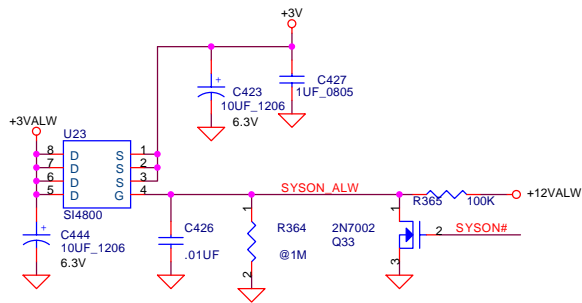 +3V
C423
10UF_1206
6.3V
C427
1UF_0805
+3VALW
U23
8 D S 1
7 D S 2
6 D S 3
5 D G 4
SI4800
SYSON_ALW
R365
100K
+12VALW
C444
10UF_1206
6.3V
C426
.01UF
1
R364
@1M
2
2N7002
Q33
1
2
SYSON#
3